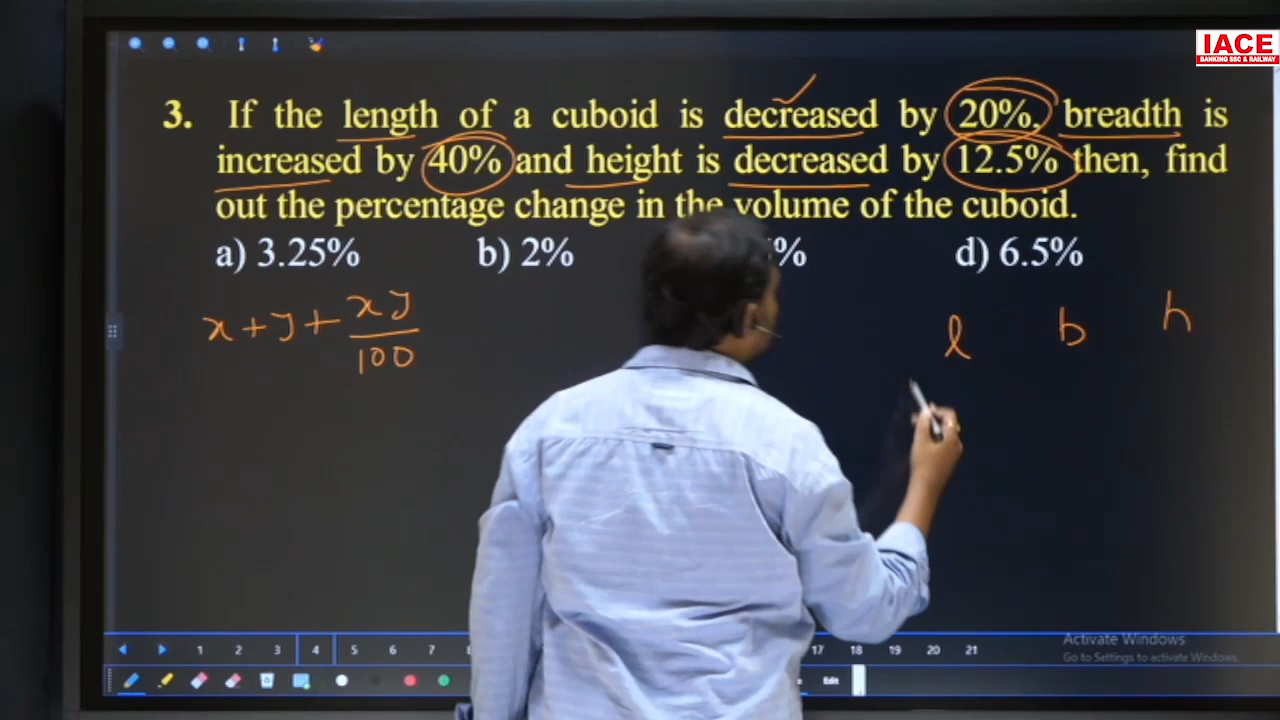 IACE
BANKING SSC & RAILWAY
3. If the length of a cuboid is decreased by 20%, breadth is
increased by 40% and height is decreased by 12.5% then, find
out the percentage change in the volume of the cuboid.
a) 3.25% b) 2% % d) 6.5%
x + y + xy/100
l b h
Activate Windows
Go to Settings to activate Windows.
1 2 3 4 5 6 7 8 17 18 19 20 21
Edit